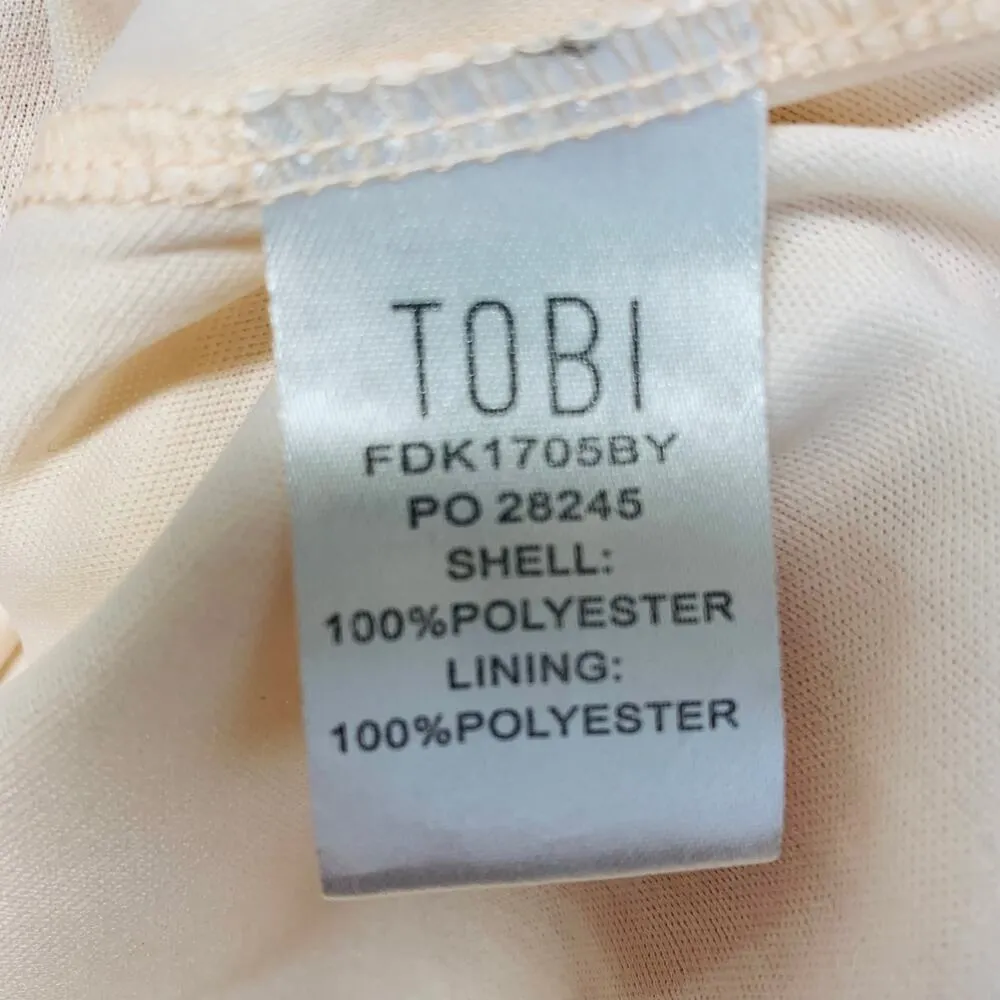 TOBI
FDK1705BY
PO 28245
SHELL:
100%POLYESTER
LINING:
100%POLYESTER